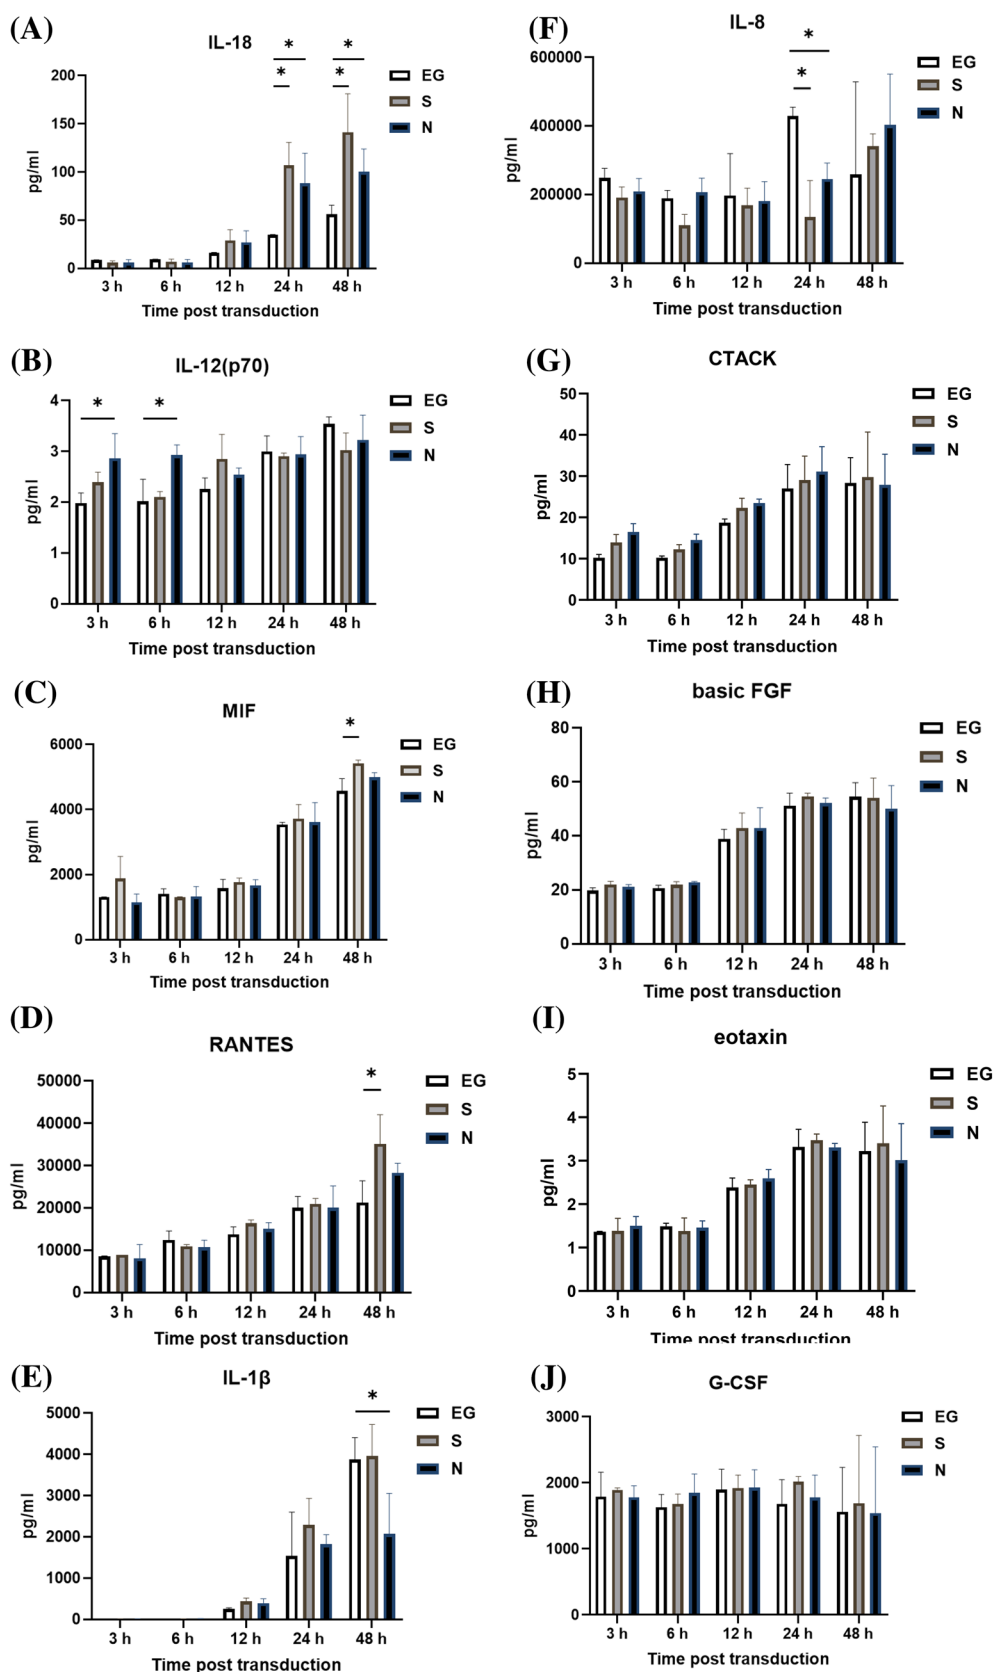 (A)
IL-18
* *
* *
200
150
100
50
0
pg/ml
3 h 6 h 12 h 24 h 48 h
Time post transduction
EG
S
N
(F)
IL-8
*
*
600000
400000
200000
0
pg/ml
3 h 6 h 12 h 24 h 48 h
Time post transduction
EG
S
N
(B)
IL-12(p70)
* *
4
3
2
1
0
pg/ml
3 h 6 h 12 h 24 h 48 h
Time post transduction
EG
S
N
(G)
CTACK
50
40
30
20
10
0
pg/ml
3 h 6 h 12 h 24 h 48 h
Time post transduction
EG
S
N
(C)
MIF
*
6000
4000
2000
0
pg/ml
3 h 6 h 12 h 24 h 48 h
Time post transduction
EG
S
N
(H)
basic FGF
80
60
40
20
0
pg/ml
3 h 6 h 12 h 24 h 48 h
Time post transduction
EG
S
N
(D)
RANTES
*
50000
40000
30000
20000
10000
0
pg/ml
3 h 6 h 12 h 24 h 48 h
Time post transduction
EG
S
N
(I)
eotaxin
5
4
3
2
1
0
pg/ml
3 h 6 h 12 h 24 h 48 h
Time post transduction
EG
S
N
(E)
IL-1β
*
5000
4000
3000
2000
1000
0
pg/ml
3 h 6 h 12 h 24 h 48 h
Time post transduction
EG
S
N
(J)
G-CSF
3000
2000
1000
0
pg/ml
3 h 6 h 12 h 24 h 48 h
Time post transduction
EG
S
N